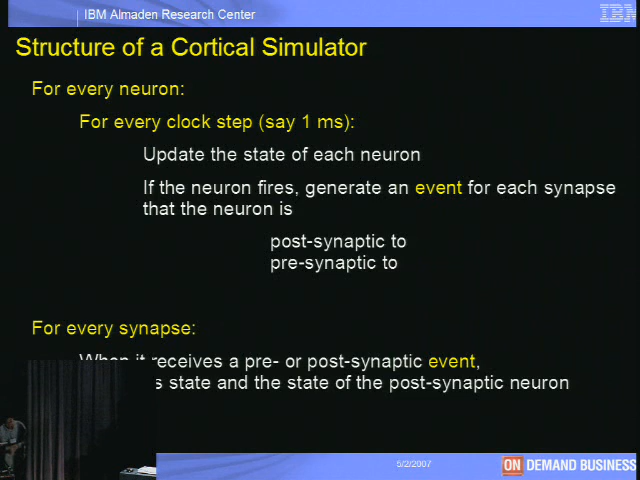 IBM Almaden Research Center
IBM
Structure of a Cortical Simulator
For every neuron:
For every clock step (say 1 ms):
Update the state of each neuron
If the neuron fires, generate an event for each synapse
that the neuron is
post-synaptic to
pre-synaptic to
For every synapse:
When it receives a pre- or post-synaptic event,
state and the state of the post-synaptic neuron
5/2/2007
ON DEMAND BUSINESS